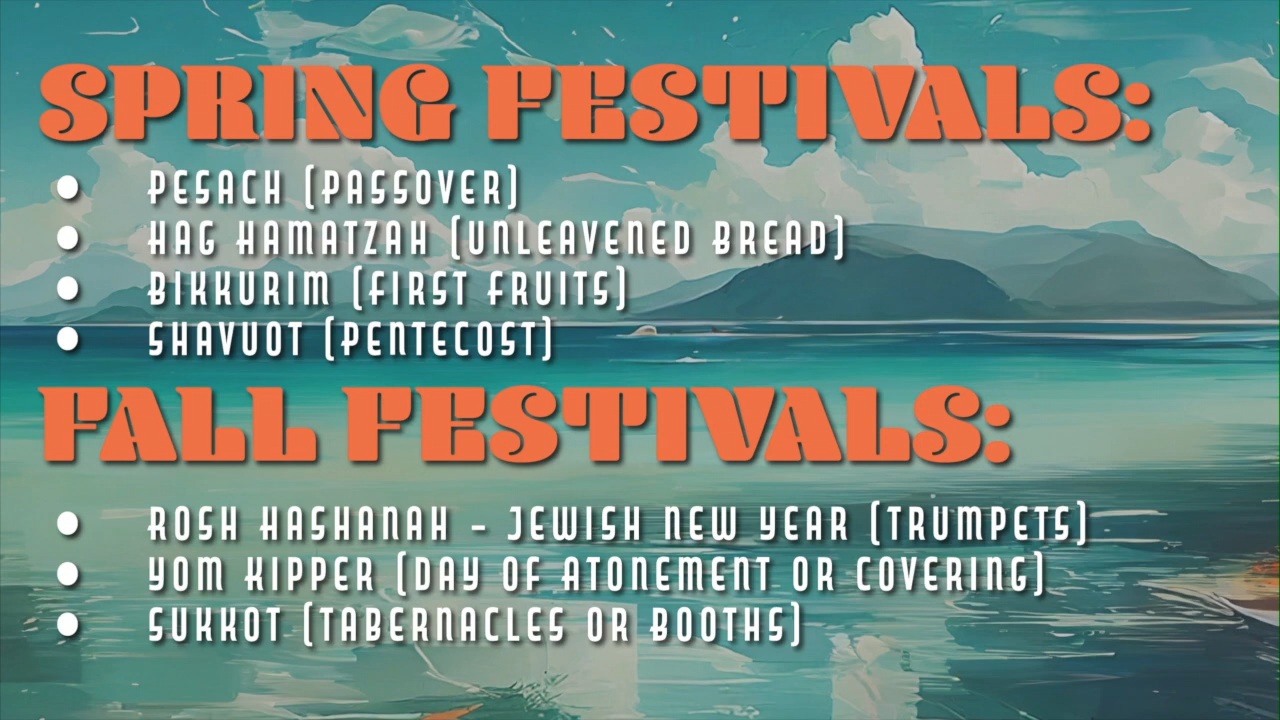 SPRING FESTIVALS:
• PESACH (PASSOVER)
• HAG HAMATZAH (UNLEAVENED BREAD)
• BIKKURIM (FIRST FRUITS)
• SHAVUOT (PENTECOST)
FALL FESTIVALS:
• ROSH HASHANAH - JEWISH NEW YEAR (TRUMPETS)
• YOM KIPPER (DAY OF ATONEMENT OR COVERING)
• SUKKOT (TABERNACLES OR BOOTHS)